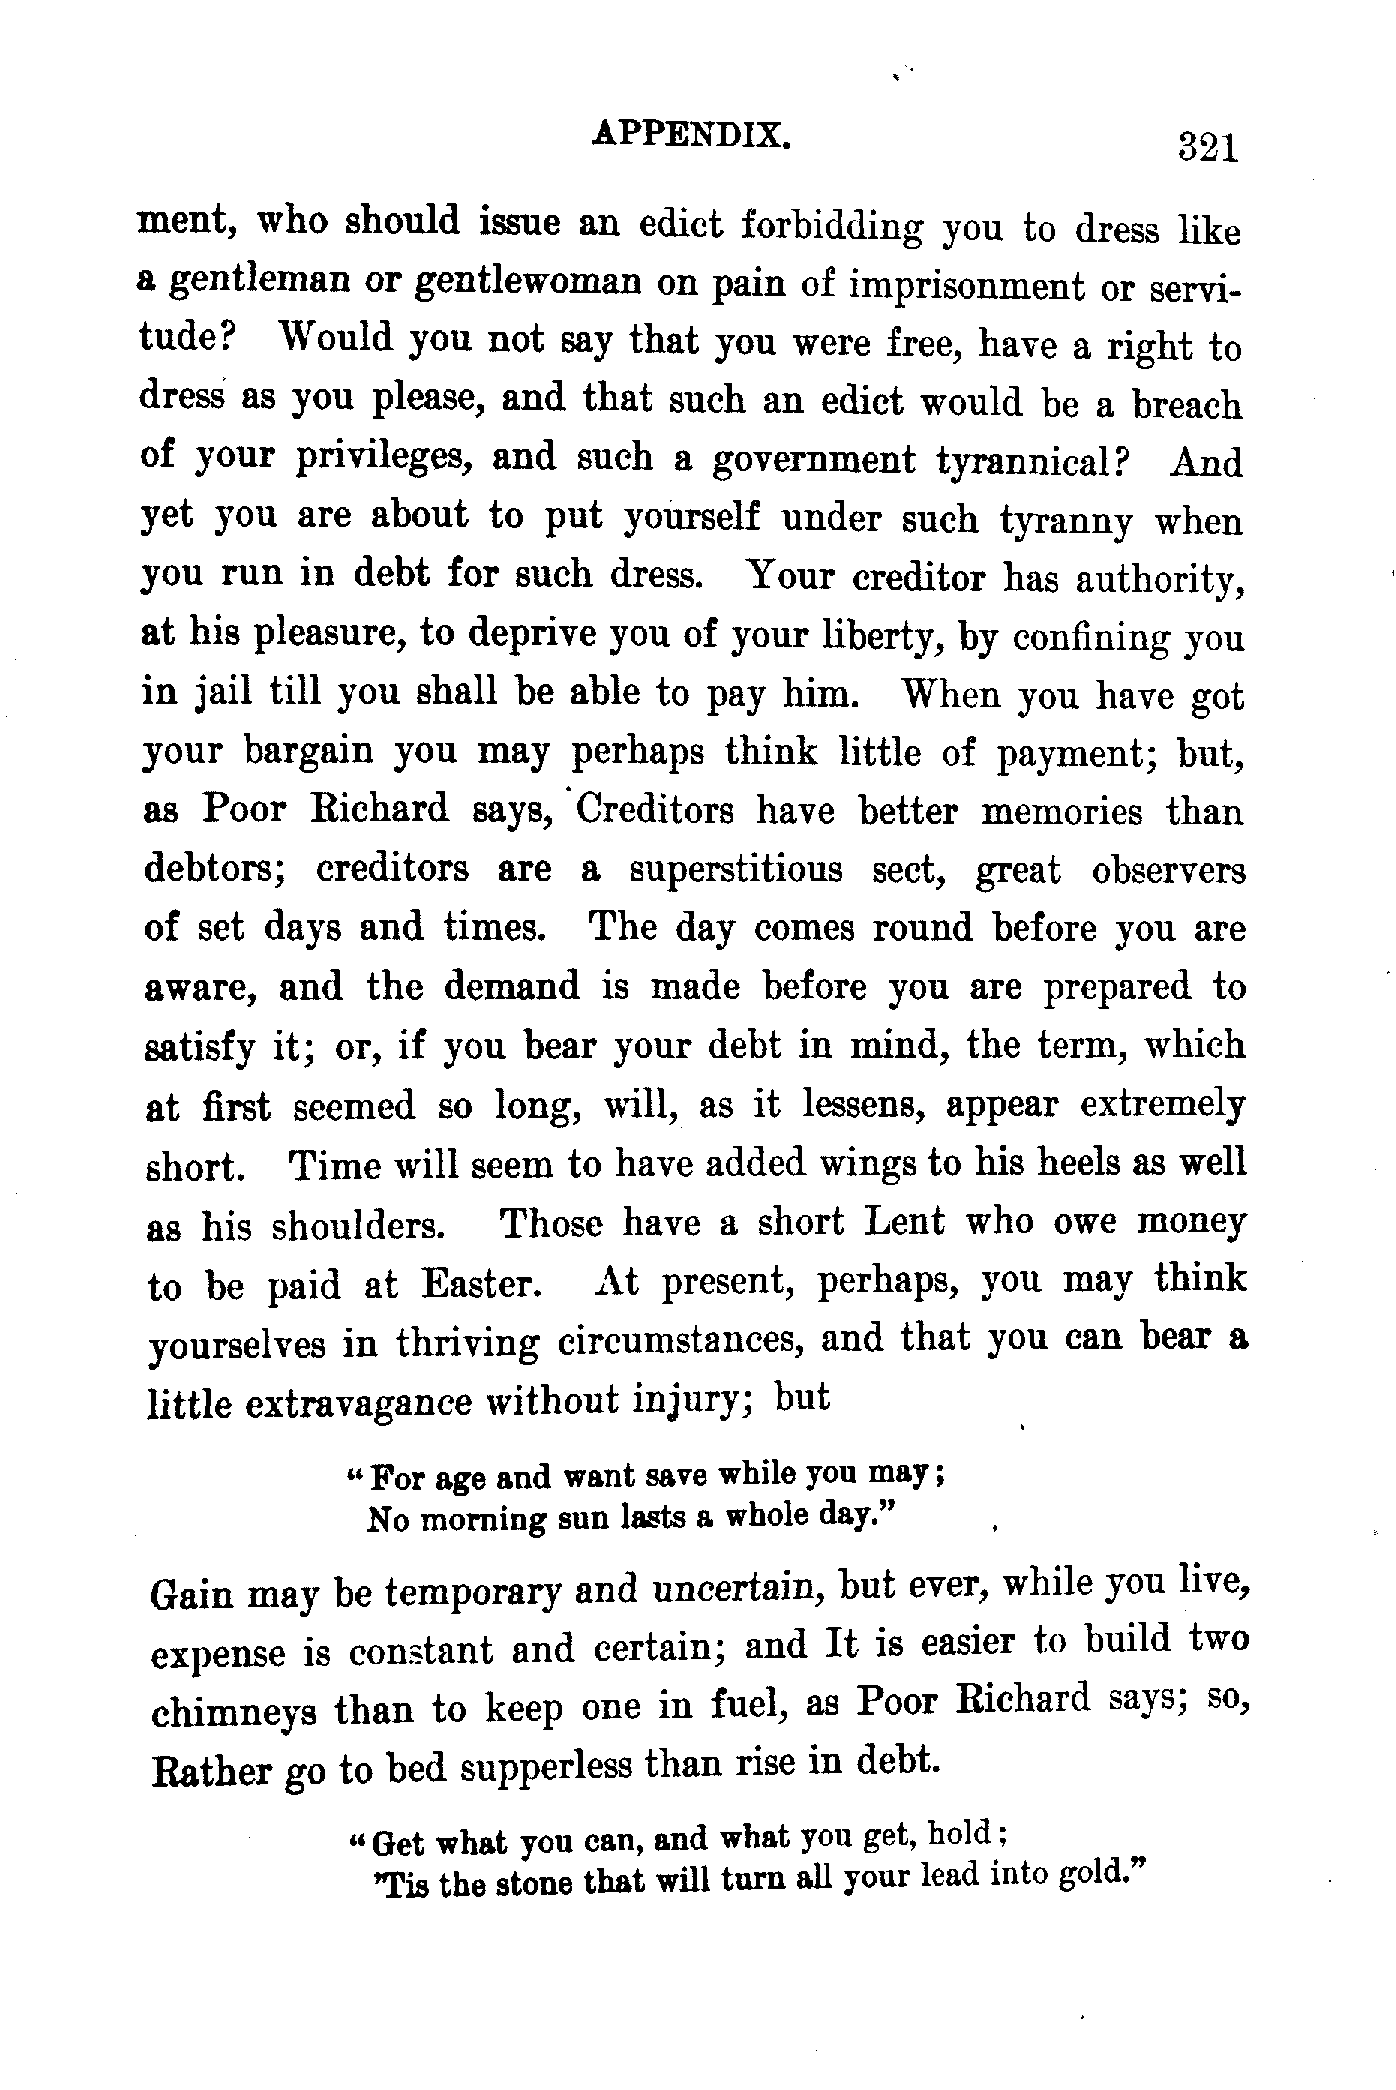 APPENDIX. 321
ment, who should issue an edict forbidding you to dress like
a gentleman or gentlewoman on pain of imprisonment or servi-
tude? Would you not say that you were free, have a right to
dress as you please, and that such an edict would be a breach
of your privileges, and such a government tyrannical? And
yet you are about to put yourself under such tyranny when
you run in debt for such dress. Your creditor has authority,
at his pleasure, to deprive you of your liberty, by confining you
in jail till you shall be able to pay him. When you have got
your bargain you may perhaps think little of payment; but,
as Poor Richard says, Creditors have better memories than
debtors; creditors are a superstitious sect, great observers
of set days and times. The day comes round before you are
aware, and the demand is made before you are prepared to
satisfy it; or, if you bear your debt in mind, the term, which
at first seemed so long, will, as it lessens, appear extremely
short. Time will seem to have added wings to his heels as well
as his shoulders. Those have a short Lent who owe money
to be paid at Easter. At present, perhaps, you may think
yourselves in thriving circumstances, and that you can bear a
little extravagance without injury; but
"For age and want save while you may;
No morning sun lasts a whole day."
Gain may be temporary and uncertain, but ever, while you live,
expense is constant and certain; and It is easier to build two
chimneys than to keep one in fuel, as Poor Richard says; so,
Rather go to bed supperless than rise in debt.
"Get what you can, and what you get, hold;
'Tis the stone that will turn all your lead into gold."